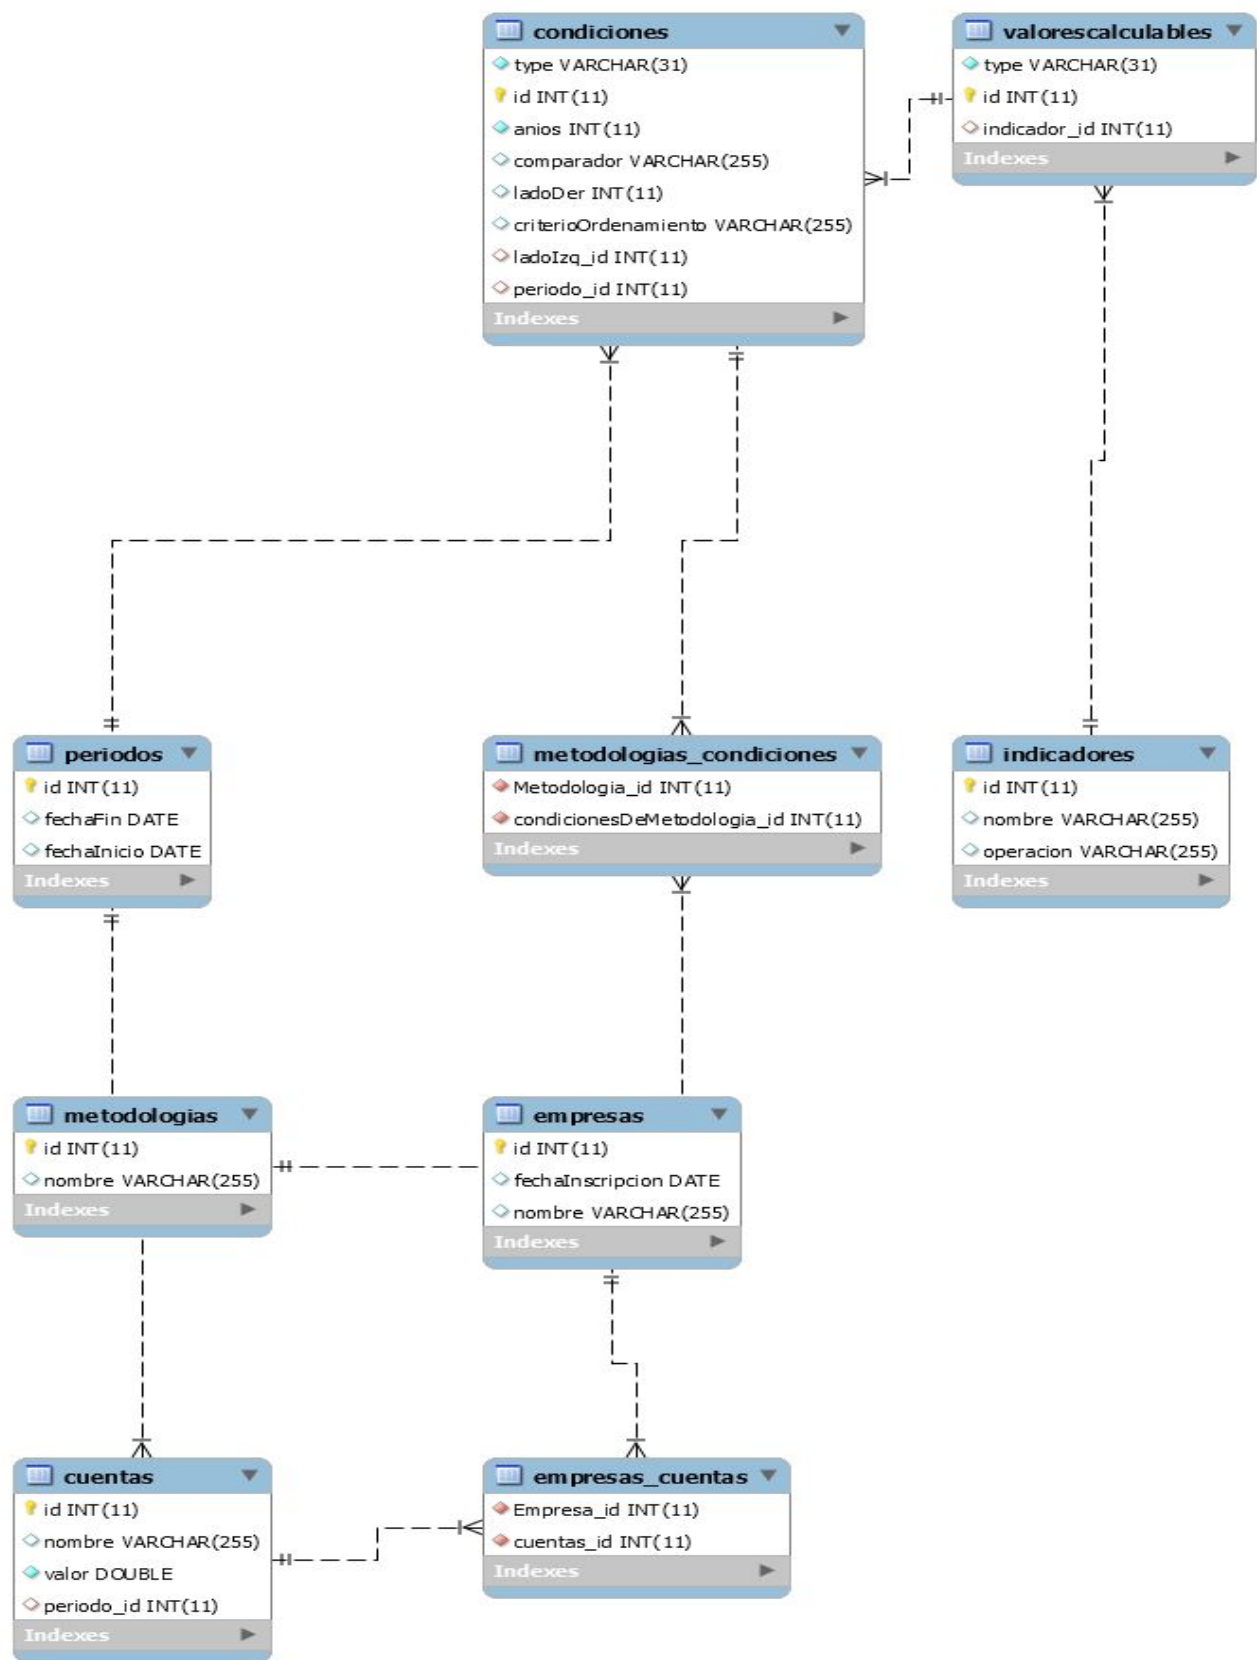 condiciones
type VARCHAR(31)
id INT(11)
anios INT(11)
comparador VARCHAR(255)
ladoDer INT(11)
criterioOrdenamiento VARCHAR(255)
ladoIzq_id INT(11)
periodo_id INT(11)
Indexes
valorescalculables
type VARCHAR(31)
id INT(11)
indicador_id INT(11)
Indexes
periodos
id INT(11)
fechaFin DATE
fechaInicio DATE
Indexes
metodologias_condiciones
Metodologia_id INT(11)
condicionesDeMetodologia_id INT(11)
Indexes
indicadores
id INT(11)
nombre VARCHAR(255)
operacion VARCHAR(255)
Indexes
metodologias
id INT(11)
nombre VARCHAR(255)
Indexes
empresas
id INT(11)
fechaInscripcion DATE
nombre VARCHAR(255)
Indexes
cuentas
id INT(11)
nombre VARCHAR(255)
valor DOUBLE
periodo_id INT(11)
Indexes
empresas_cuentas
Empresa_id INT(11)
cuentas_id INT(11)
Indexes